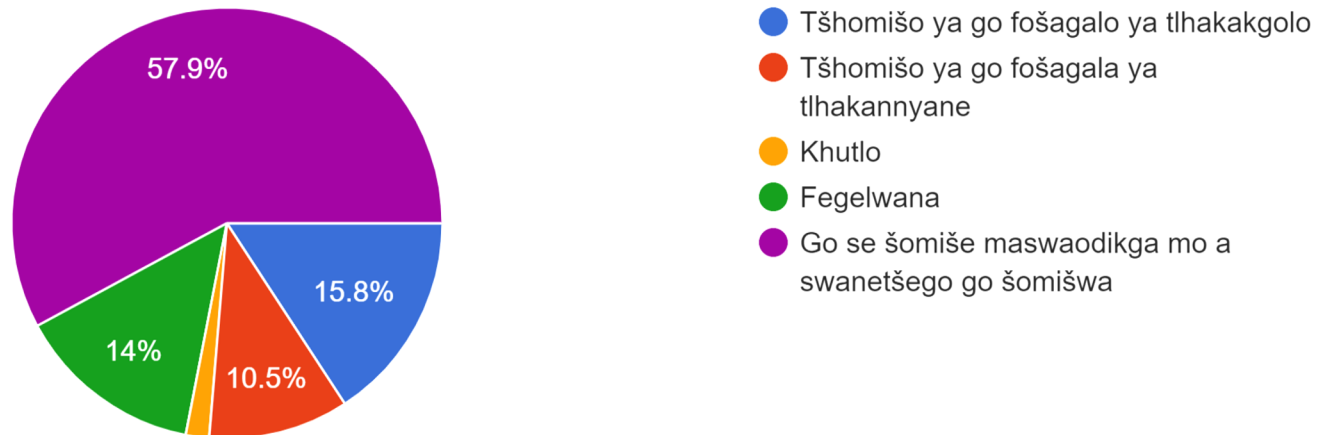 57.9%
15.8%
14%
10.5%
Tšhomišo ya go fošagalo ya tlhakakgolo
Tšhomišo ya go fošagala ya
tlhakannyane
Khutlo
Fegelwana
Go se šomiše maswaodikga mo a
swanetšego go šomišwa